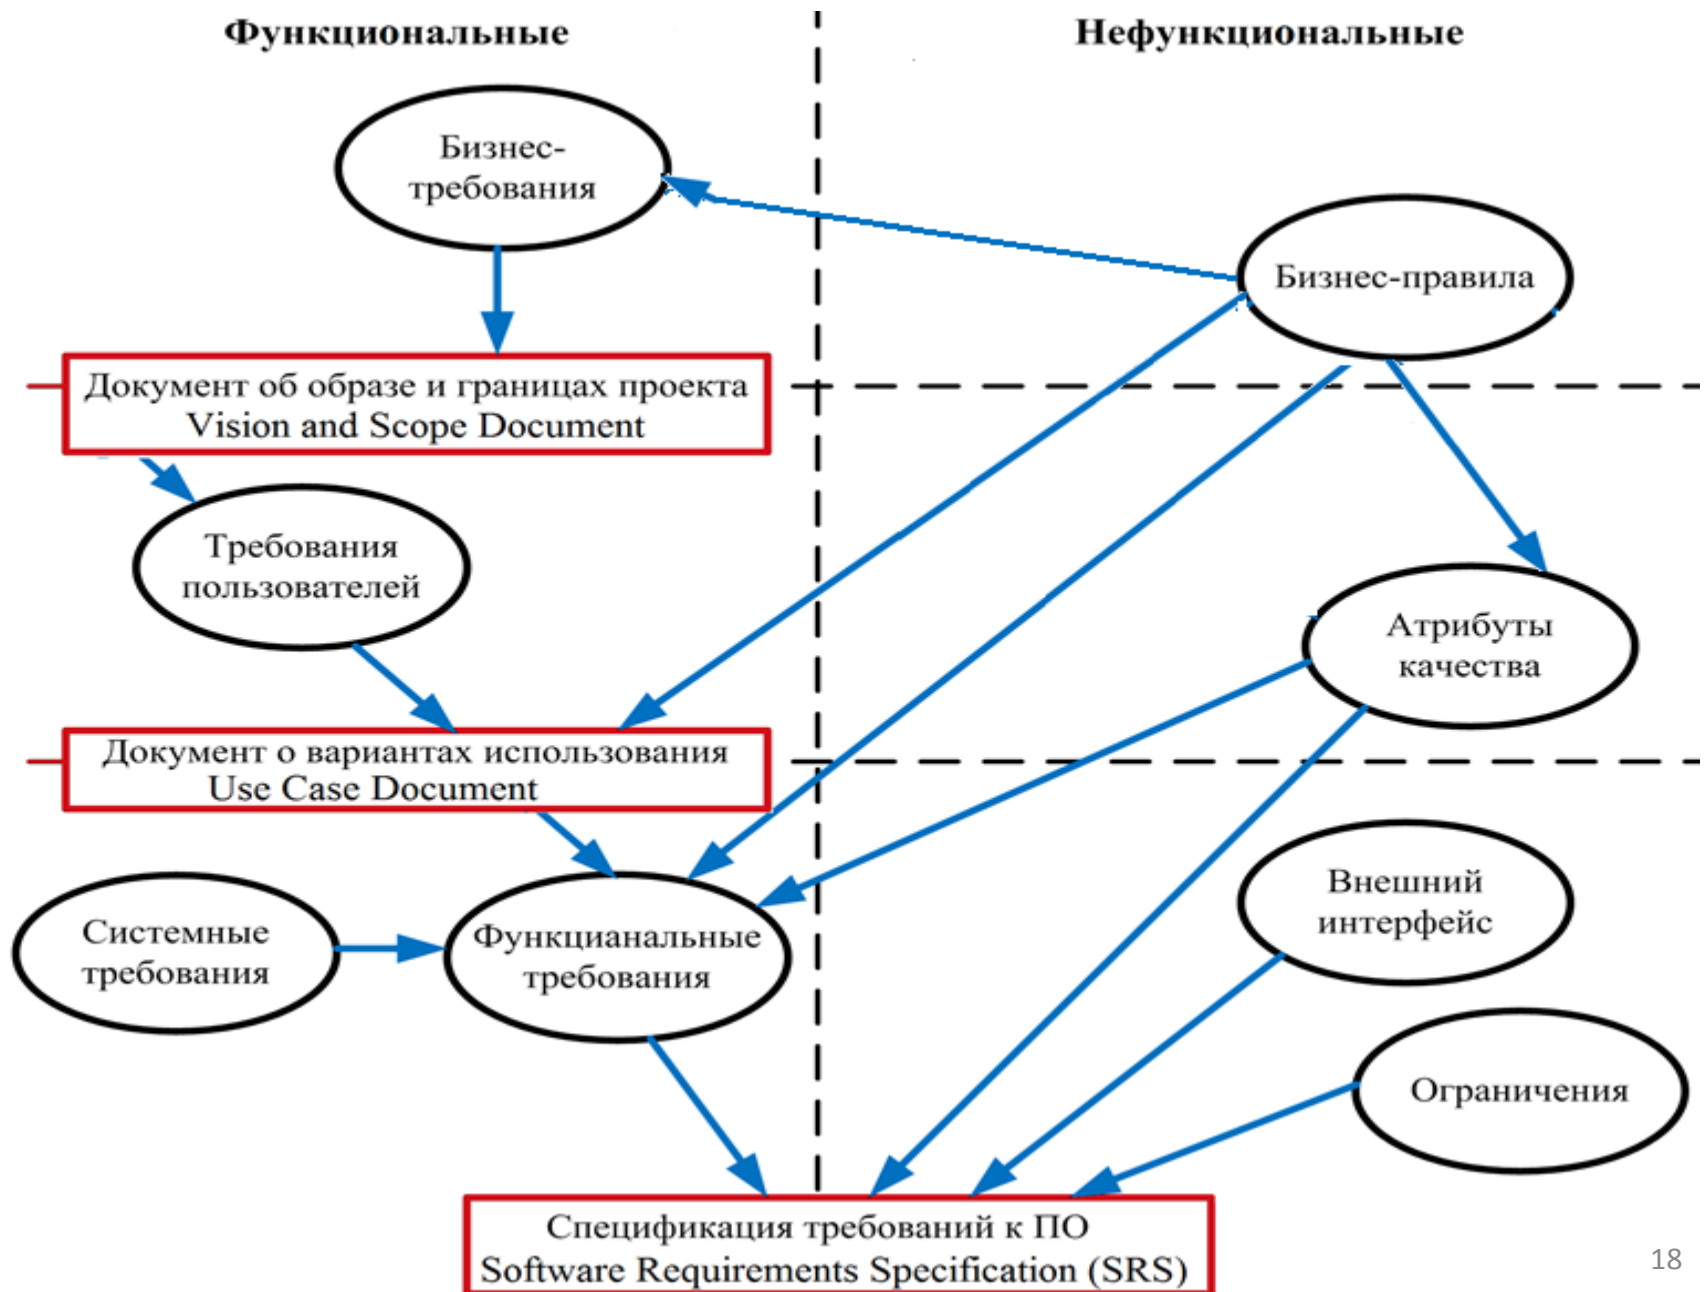 Функциональные
Нефункциональные
Бизнес-
требования
Бизнес-правила
Документ об образе и границах проекта
Vision and Scope Document
Требования
пользователей
Атрибуты
качества
Документ о вариантах использования
Use Case Document
Внешний
интерфейс
Системные
требования
Функцианальные
требования
Ограничения
Спецификация требований к ПО
Software Requirements Specification (SRS)
18